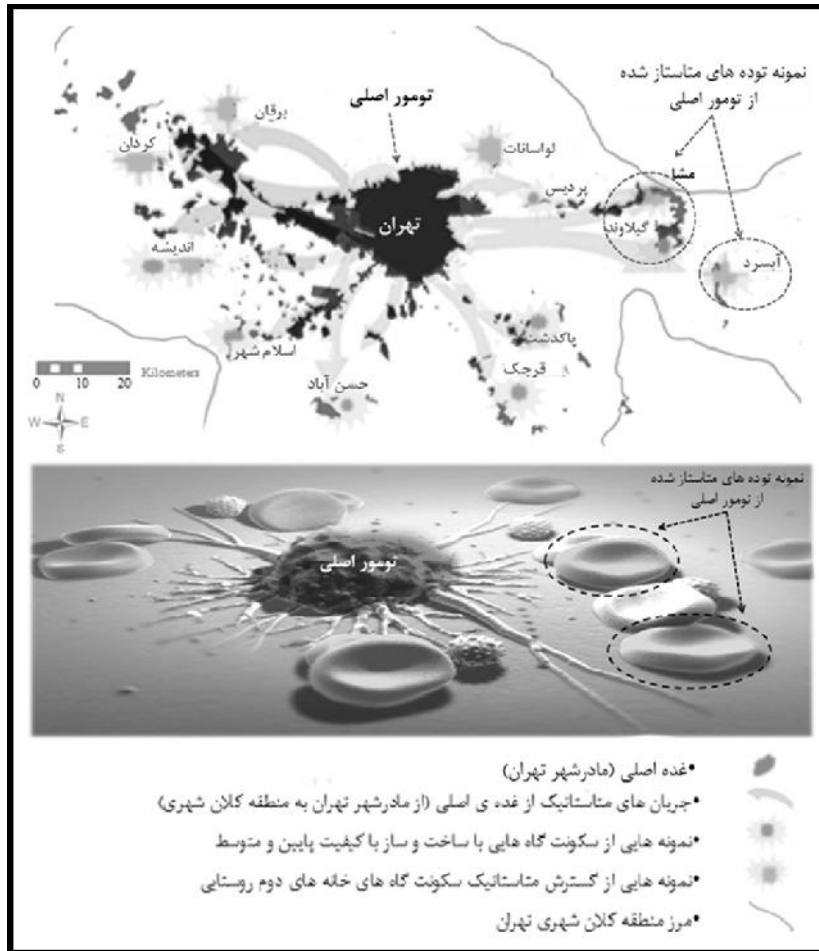 نمونه توده های متاستاز شده
از تومور اصلی
تومور اصلی
برقان
کردان
لواسانات
پردیس
مشا
گیلاوند
آبسرد
تهران
اندیشه
اسلام شهر
حسن آباد
پاکدشت
قرچک
Kilometers
0 10 20
N
W E
S
نمونه توده های متاستاز شده
از تومور اصلی
تومور اصلی
•غده اصلی (مادرشهر تهران)
•جریان های متاستاتیک از غده ی اصلی (از مادرشهر تهران به منطقه کلان شهری)
•نمونه هایی از سکونت گاه هایی با ساخت و ساز با کیفیت پایین و متوسط
•نمونه هایی از گسترش متاستاتیک سکونت گاه های خانه های دوم روستایی
•مرز منطقه کلان شهری تهران